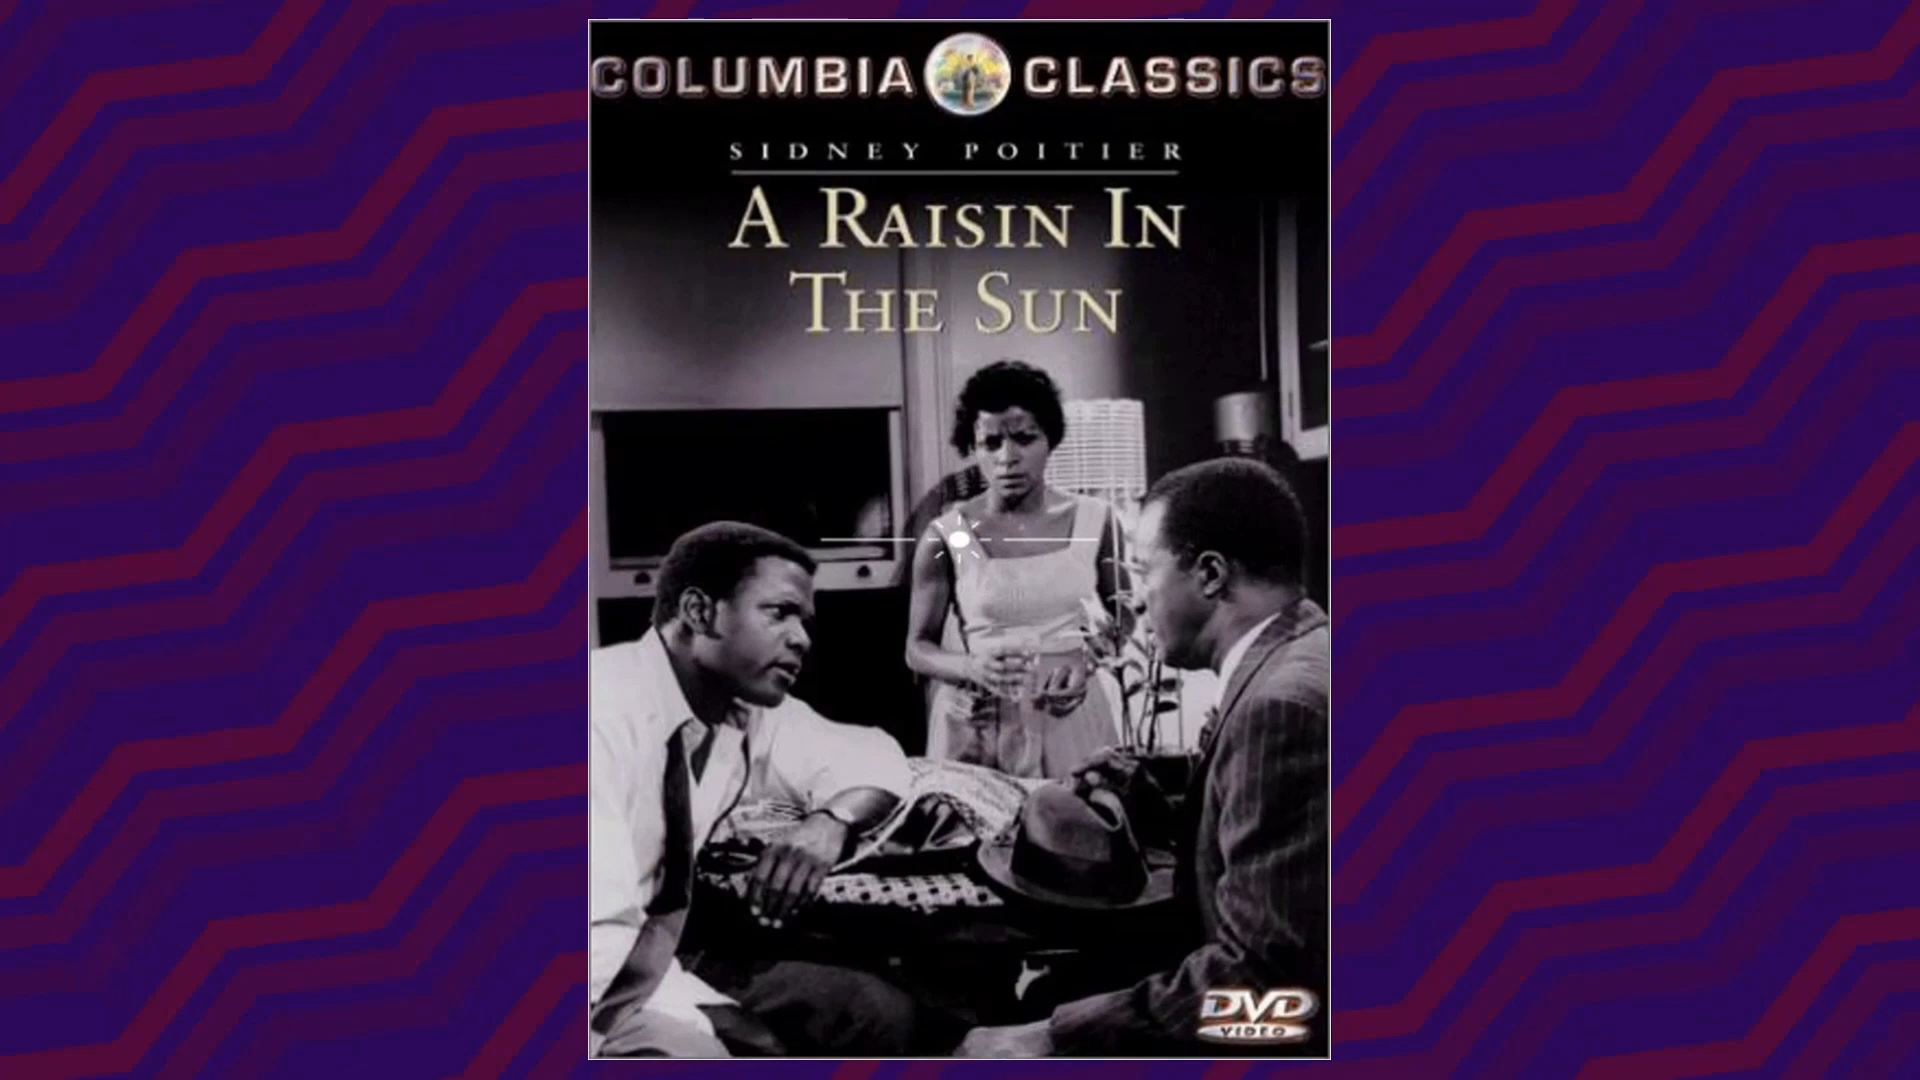 COLUMBIA CLASSICS
SIDNEY POITIER
A RAISIN IN
THE SUN
DVD
VIDEO